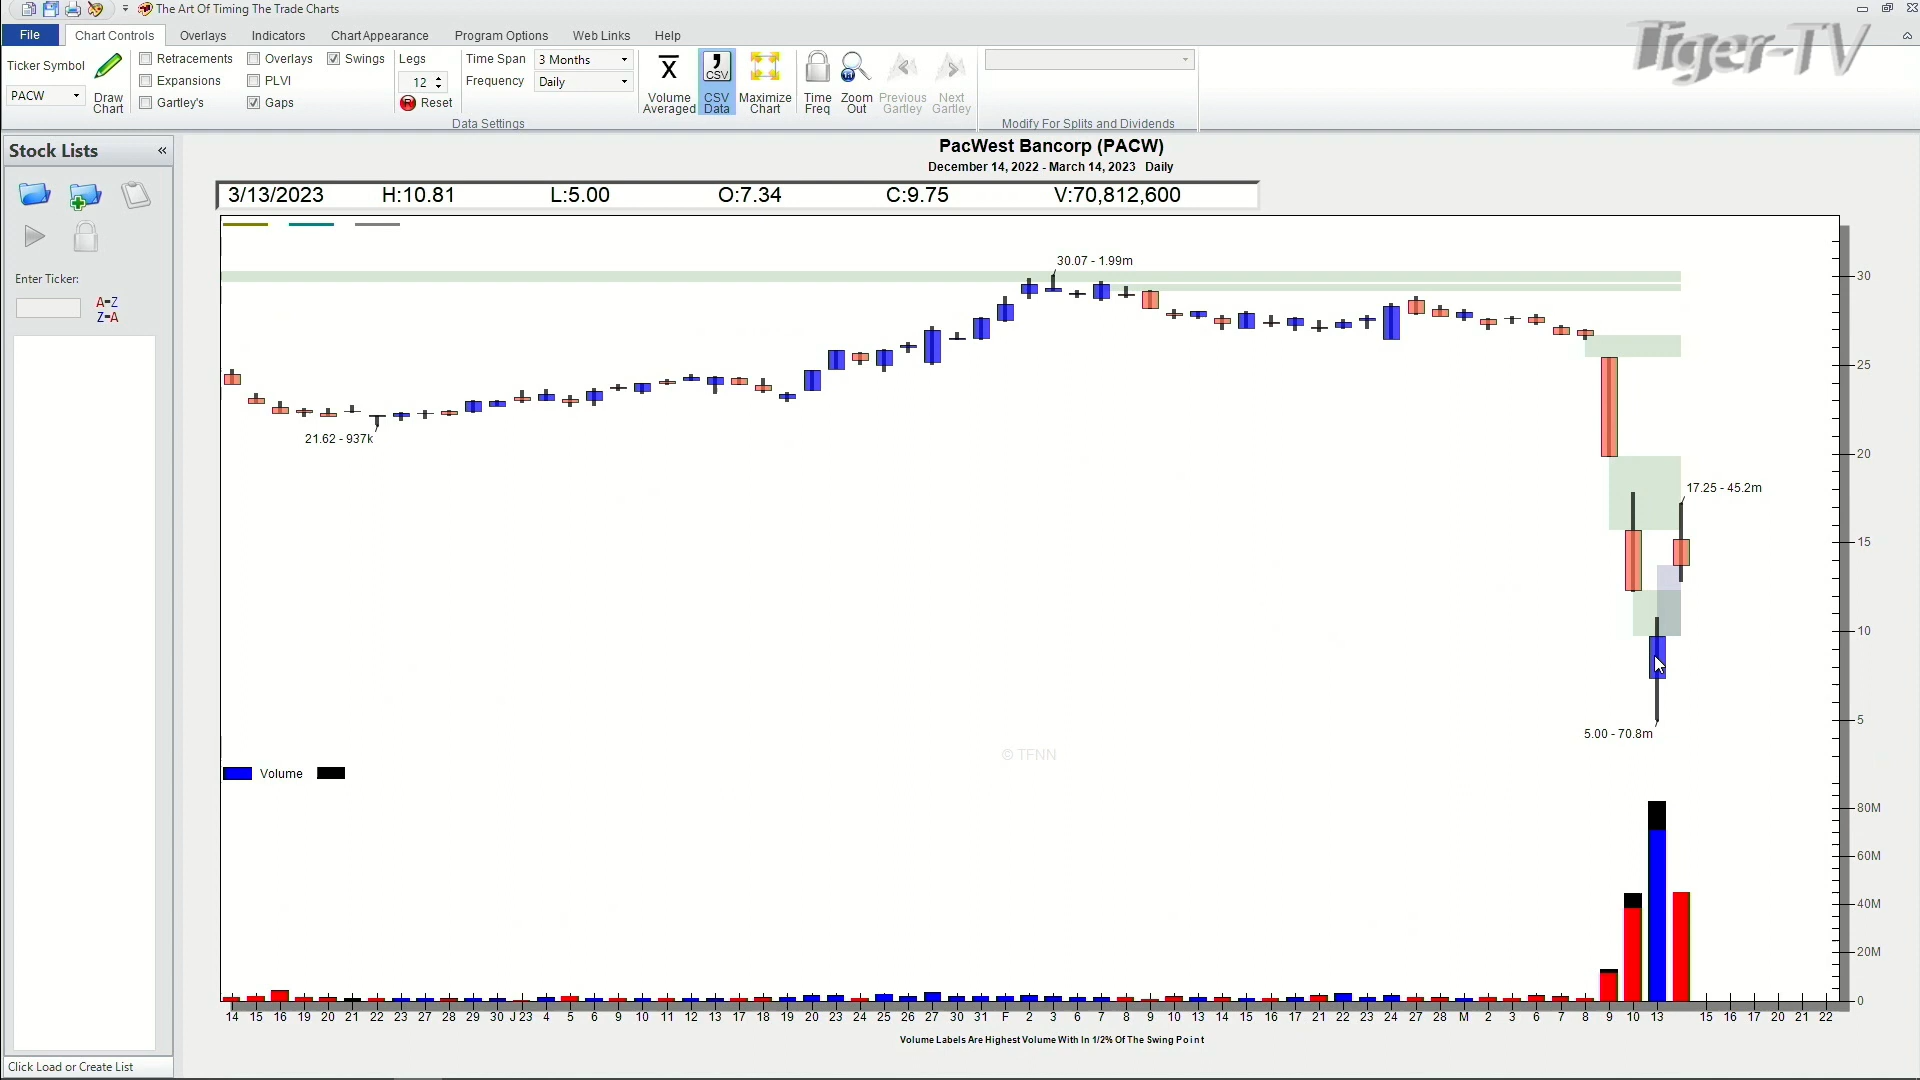 The Art Of Timing The Trade Charts
File Chart Controls Overlays Indicators Chart Appearance Program Options Web Links Help
Tiger-TV
Ticker Symbol
PACW
Draw Chart
Retracements
Expansions
Gartley's
Overlays
PLVI
Gaps
Swings
Legs
12
Reset
Time Span 3 Months
Frequency Daily
Data Settings
Volume Averaged
CSV Data
Maximize Chart
Time Freq
Zoom Out
Previous Gartley
Next Gartley
Modify For Splits and Dividends
Stock Lists «
Enter Ticker:
A=Z
Z=A
Click Load or Create List
PacWest Bancorp (PACW)
December 14, 2022 - March 14, 2023 Daily
3/13/2023 H:10.81 L:5.00 O:7.34 C:9.75 V:70,812,600
30.07 - 1.99m
21.62 - 937k
17.25 - 45.2m
5.00 - 70.8m
© TFNN
30
25
20
15
10
5
Volume
80M
60M
40M
20M
0
14 15 16 19 20 21 22 23 27 28 29 30 J 23 4 5 6 9 10 11 12 13 17 18 19 20 23 24 25 26 27 30 31 F 2 3 6 7 8 9 10 13 14 15 16 17 21 22 23 24 27 28 M 2 3 6 7 8 9 10 13 15 16 17 20 21 22
Volume Labels Are Highest Volume With In 1/2% Of The Swing Point